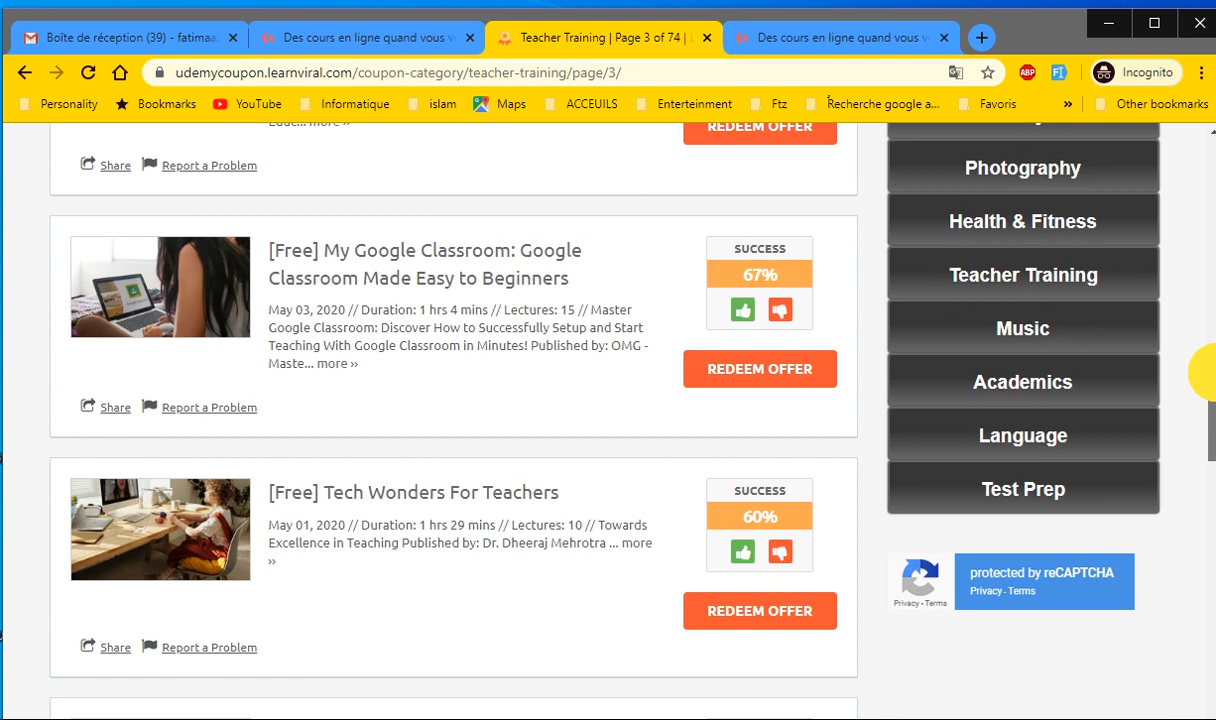 Boîte de réception (39) - fatimaa
Des cours en ligne quand vous v
Teacher Training | Page 3 of 74 |
Des cours en ligne quand vous v
udemycoupon.learnviral.com/coupon-category/teacher-training/page/3/
ABP
Incognito
Personality
Bookmarks
YouTube
Informatique
islam
Maps
ACCEUILS
Enterteinment
Ftz
Recherche google a...
Favoris
»
Other bookmarks
Educ... more ››
REDEEM OFFER
Share
Report a Problem
[Free] My Google Classroom: Google
Classroom Made Easy to Beginners
May 03, 2020 // Duration: 1 hrs 4 mins // Lectures: 15 // Master
Google Classroom: Discover How to Successfully Setup and Start
Teaching With Google Classroom in Minutes! Published by: OMG -
Maste... more ››
SUCCESS
67%
REDEEM OFFER
Share
Report a Problem
[Free] Tech Wonders For Teachers
May 01, 2020 // Duration: 1 hrs 29 mins // Lectures: 10 // Towards
Excellence in Teaching Published by: Dr. Dheeraj Mehrotra ... more
››
SUCCESS
60%
REDEEM OFFER
Share
Report a Problem
Photography
Health & Fitness
Teacher Training
Music
Academics
Language
Test Prep
Privacy - Terms
protected by reCAPTCHA
Privacy - Terms